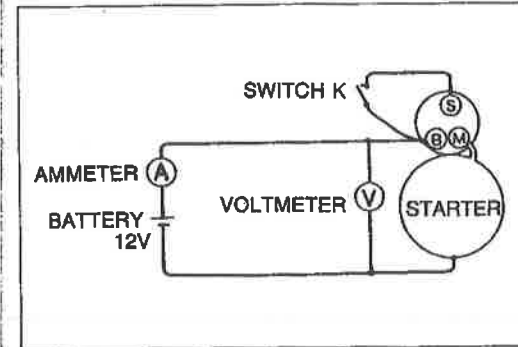 SWITCH K
S
B M
AMMETER A
VOLTMETER V
BATTERY
12V
STARTER